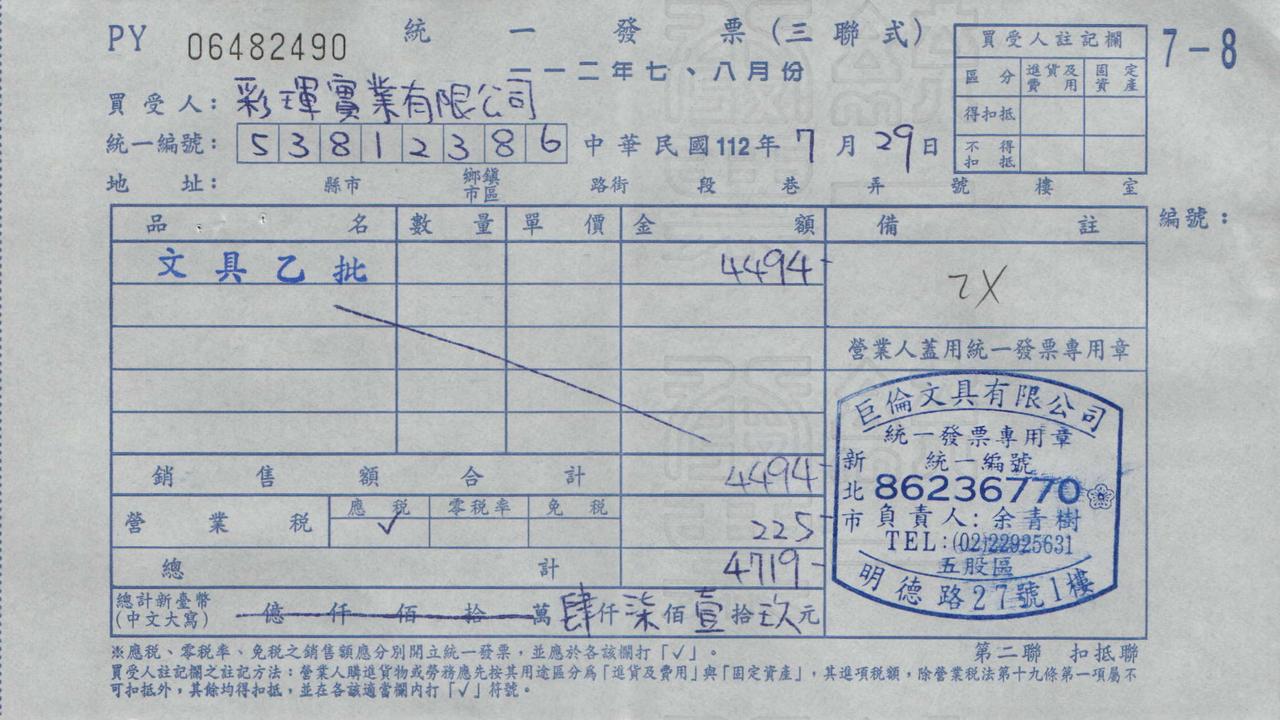 PY 06482490 統一發票(三聯式)
一一二年七、八月份
7-8
買受人註記欄
區分 進貨及費用 固定資產
得扣抵
不得扣抵
買受人:彩琿實業有限公司
統一編號:53812386 中華民國112年7月29日
地址: 縣市 鄉鎮市區 路街 段 巷 弄 號 樓 室
品名 數量 單價 金額 備註 編號:
文具乙批 4494-
乙X
營業人蓋用統一發票專用章
銷售額合計 4494-
營業稅 應稅 ✓ 零稅率 免稅 225-
總計 4719-
總計新臺幣(中文大寫) 億仟佰拾萬肆仟柒佰壹拾玖元
巨倫文具有限公司
統一發票專用章
統一編號
新北市
86236770
負責人:余青樹
TEL:(02)22925631
五股區
明德路27號1樓
※應稅、零稅率、免稅之銷售額應分別開立統一發票,並應於各該欄打「✓」。
第二聯 扣抵聯
買受人註記欄之註記方法:營業人購進貨物或勞務應先按其用途區分為「進貨及費用」與「固定資產」,其進項稅額,除營業稅法第十九條第一項屬不
可扣抵外,其餘均得扣抵,並在各該適當欄內打「✓」符號。